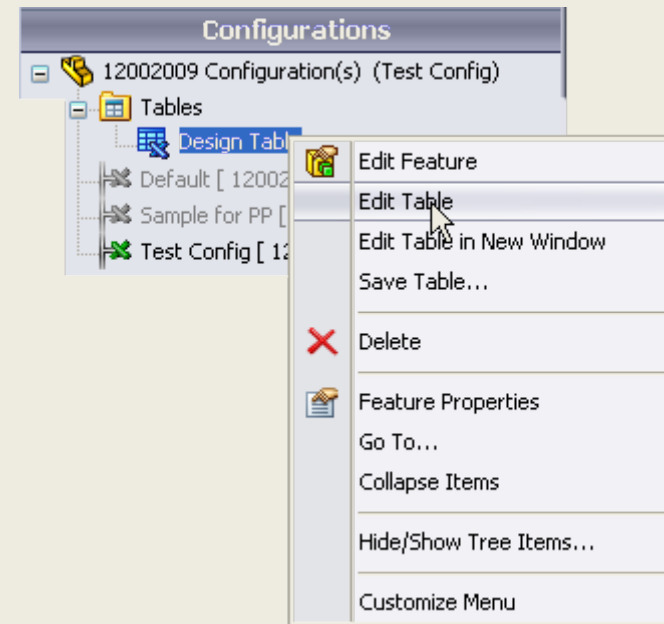 Configurations
12002009 Configuration(s) (Test Config)
Tables
Design Tabl
Default [ 12002
Sample for PP [
Test Config [ 12
Edit Feature
Edit Table
Edit Table in New Window
Save Table...
Delete
Feature Properties
Go To...
Collapse Items
Hide/Show Tree Items...
Customize Menu